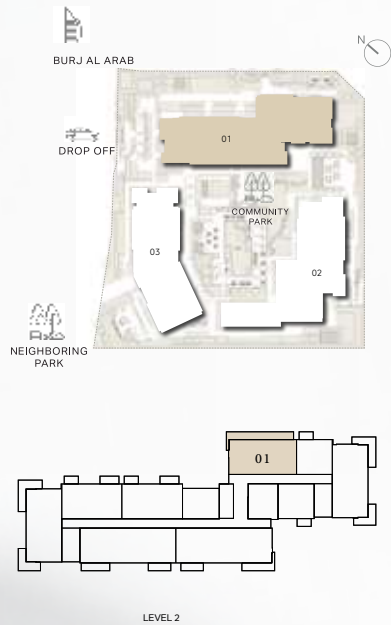 N
BURJ AL ARAB
DROP OFF
01
COMMUNITY
PARK
03
02
NEIGHBORING
PARK
01
LEVEL 2